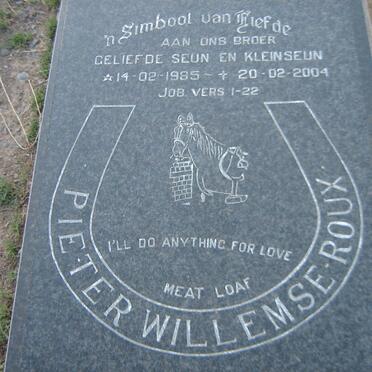 'n Simbool van Liefde
AAN ONS BROER
GELIEFDE SEUN EN KLEINSEUN
☆14-02-1985 ~ ✝ 20-02-2004
JOB VERS 1-22
I'LL DO ANYTHING FOR LOVE
MEAT LOAF
PIETER WILLEMSE ROUX